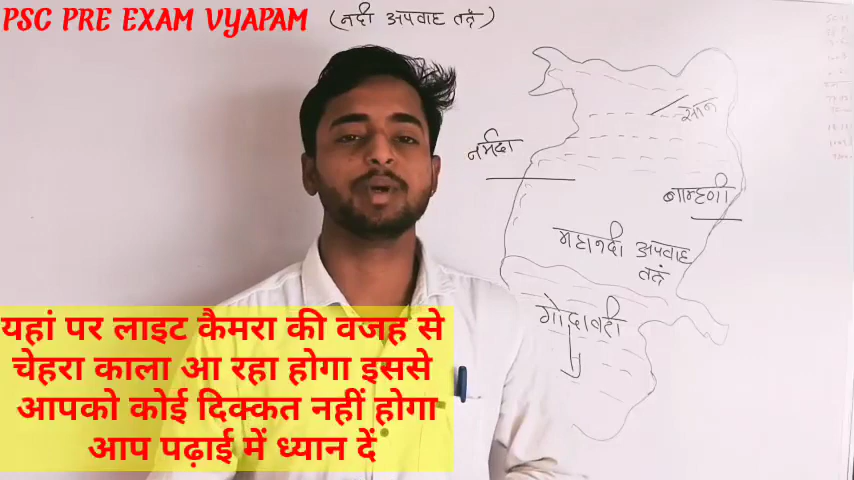 PSC PRE EXAM VYAPAM
(नदी अपवाह तंत्र)
सोन
नर्मदा
बाम्हणी
महानदी अपवाह
तंत्र
गोदावरी
यहां पर लाइट कैमरा की वजह से
चेहरा काला आ रहा होगा इससे
आपको कोई दिक्कत नहीं होगा
आप पढ़ाई में ध्यान दें